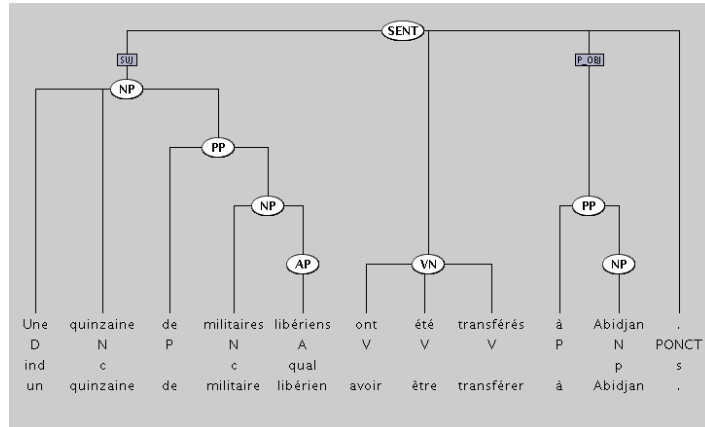 SENT
SUJ P_OBJ
NP
PP
NP PP
AP VN NP
Une quinzaine de militaires libériens ont été transférés à Abidjan .
D N P N A V V V P N PONCT
ind c c qual p s
un quinzaine de militaire libérien avoir être transférer à Abidjan .